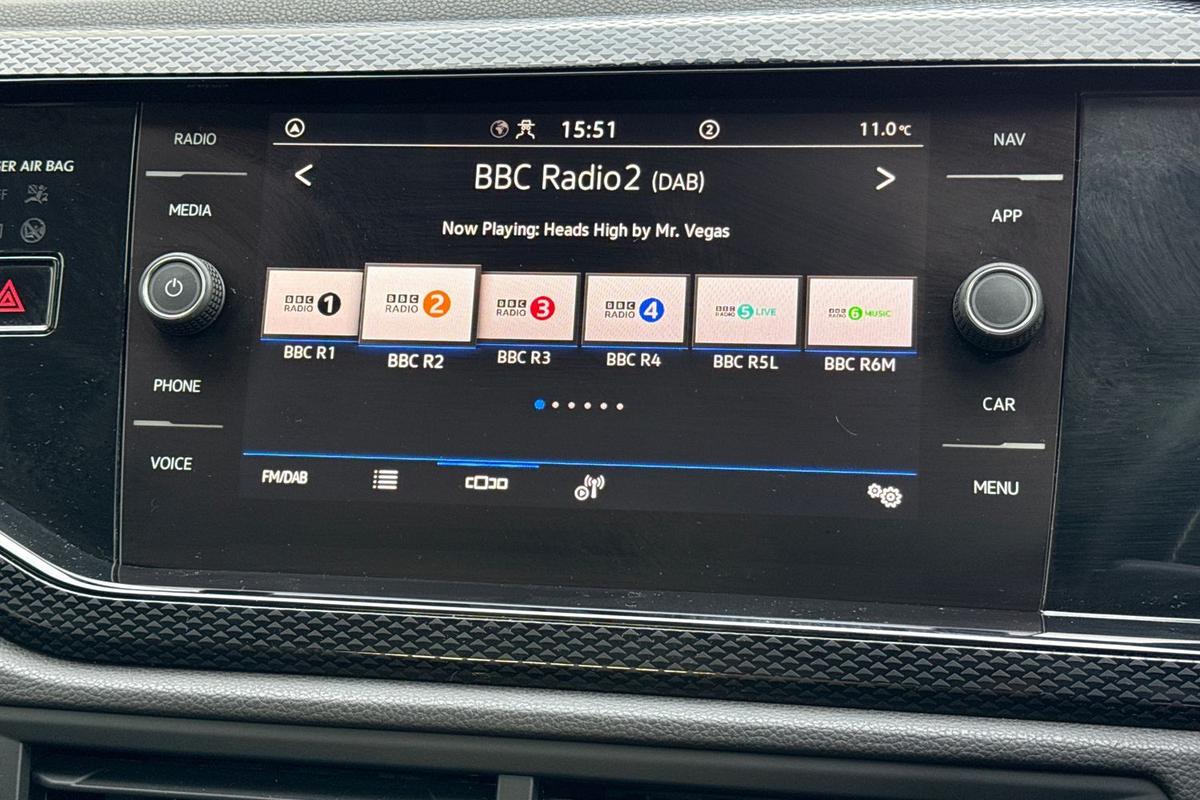 RADIO
MEDIA
PHONE
VOICE
ER AIR BAG
15:51
2
11.0°C
< BBC Radio2 (DAB) >
Now Playing: Heads High by Mr. Vegas
BBC RADIO 1
BBC RADIO 2
BBC RADIO 3
BBC RADIO 4
BBC RADIO 5 LIVE
BBC RADIO 6 MUSIC
BBC R1
BBC R2
BBC R3
BBC R4
BBC R5L
BBC R6M
FM/DAB
NAV
APP
CAR
MENU